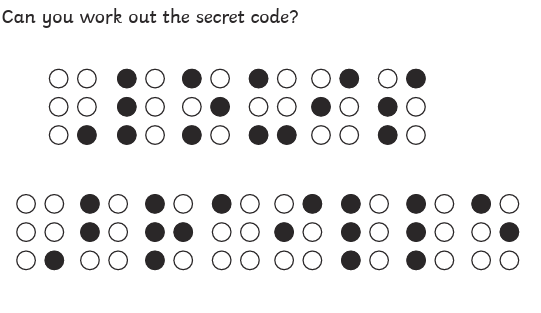 Can you work out the secret code?
⠠⠇⠕⠥⠊⠎
⠠⠃⠗⠁⠊⠇⠇⠑